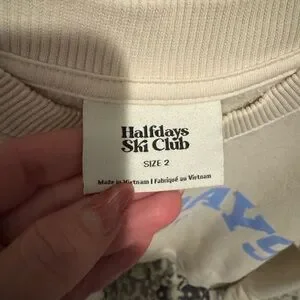 Halfdays
Ski Club
SIZE 2
Made in Vietnam | Fabriqué au Vietnam